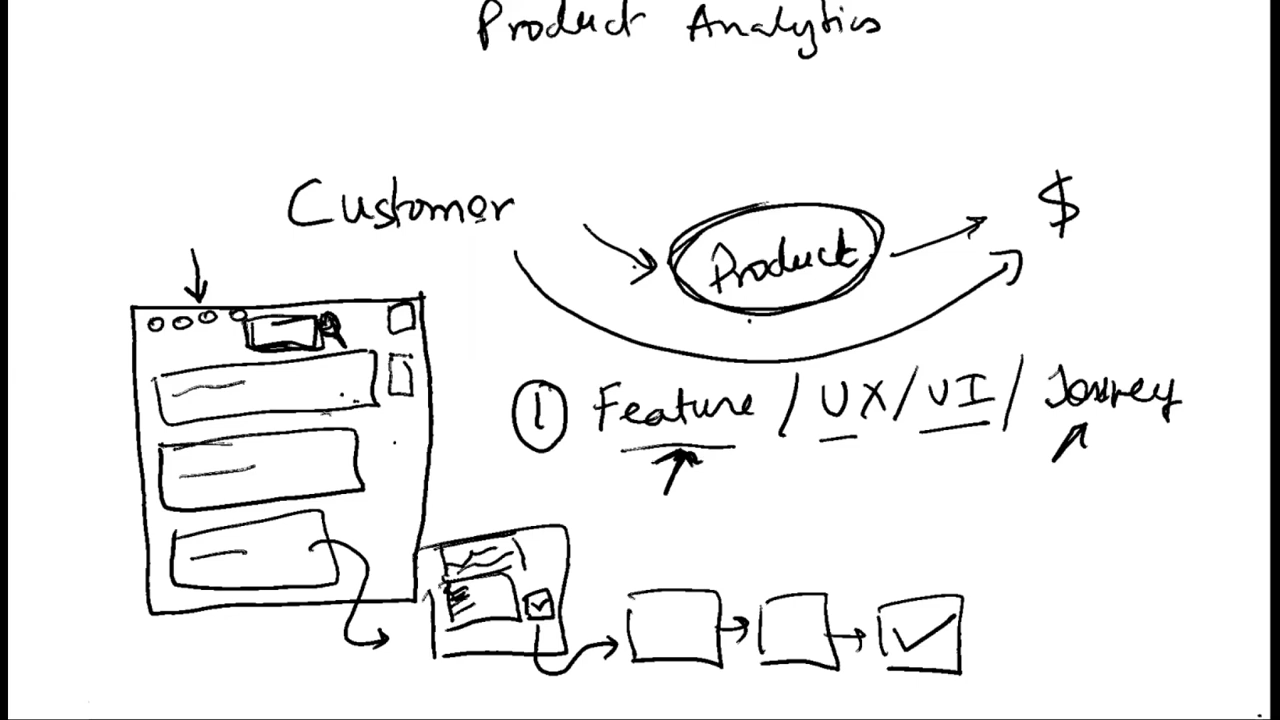 Product Analytics
Customer
Product
$
1 Feature / UX / UI / Journey